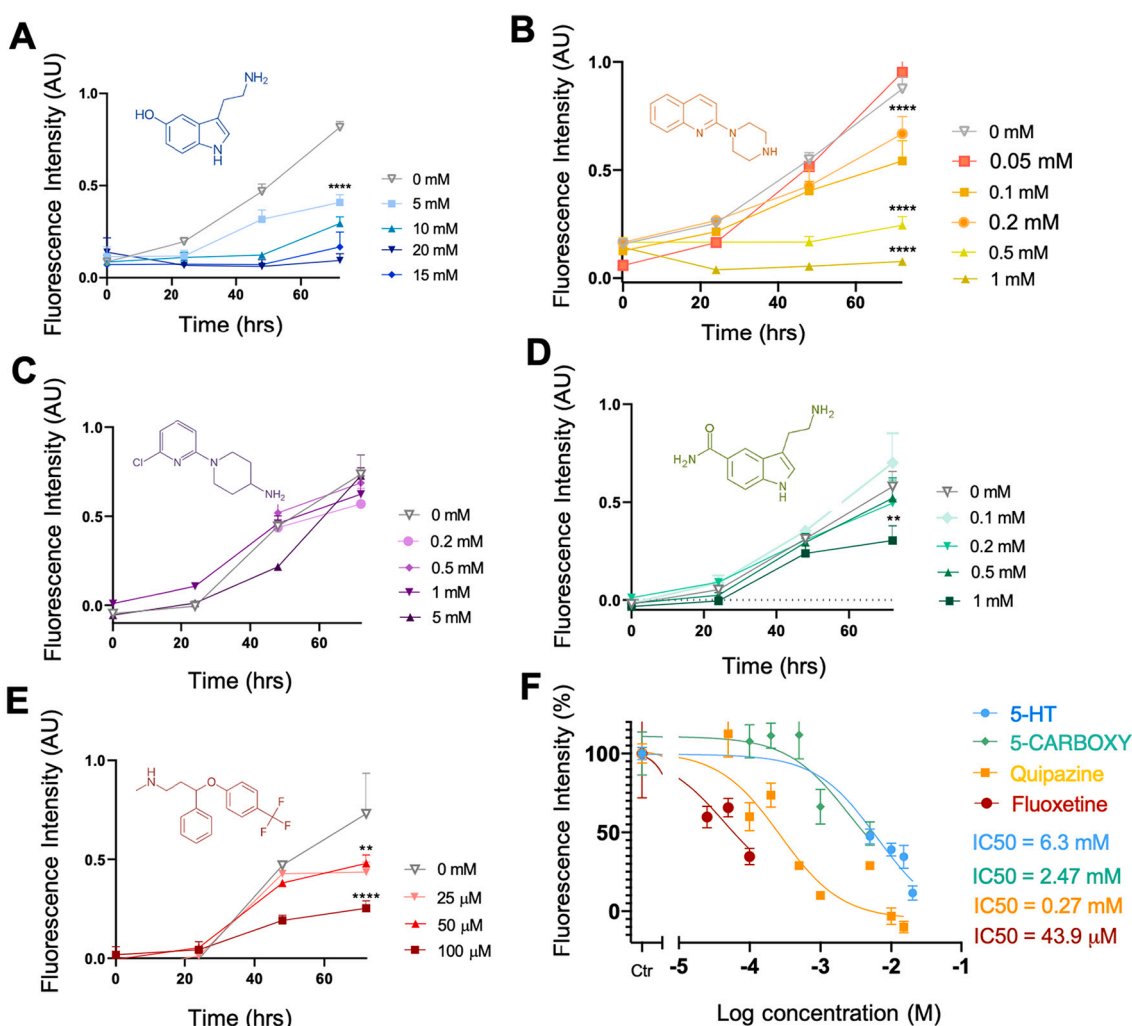 A
Fluorescence Intensity (AU)
1.0
0.5
0.0
0
20
40
60
Time (hrs)
NH2
HO
N
H
****
0 mM
5 mM
10 mM
20 mM
15 mM
B
Fluorescence Intensity (AU)
1.0
0.5
0.0
0
20
40
60
Time (hrs)
N
N
NH
****
****
****
0 mM
0.05 mM
0.1 mM
0.2 mM
0.5 mM
1 mM
C
Fluorescence Intensity (AU)
1.0
0.5
0.0
0
20
40
60
Time (hrs)
Cl
N
N
NH2
0 mM
0.2 mM
0.5 mM
1 mM
5 mM
D
Fluorescence Intensity (AU)
1.0
0.5
0.0
0
20
40
60
Time (hrs)
NH2
O
H2N
N
H
**
0 mM
0.1 mM
0.2 mM
0.5 mM
1 mM
E
Fluorescence Intensity (AU)
1.0
0.5
0.0
0
20
40
60
Time (hrs)
H
N
O
F
F
F
**
****
0 mM
25 μM
50 μM
100 μM
F
Fluorescence Intensity (%)
100
50
0
Ctr
-5
-4
-3
-2
-1
Log concentration (M)
5-HT
5-CARBOXY
Quipazine
Fluoxetine
IC50 = 6.3 mM
IC50 = 2.47 mM
IC50 = 0.27 mM
IC50 = 43.9 μM